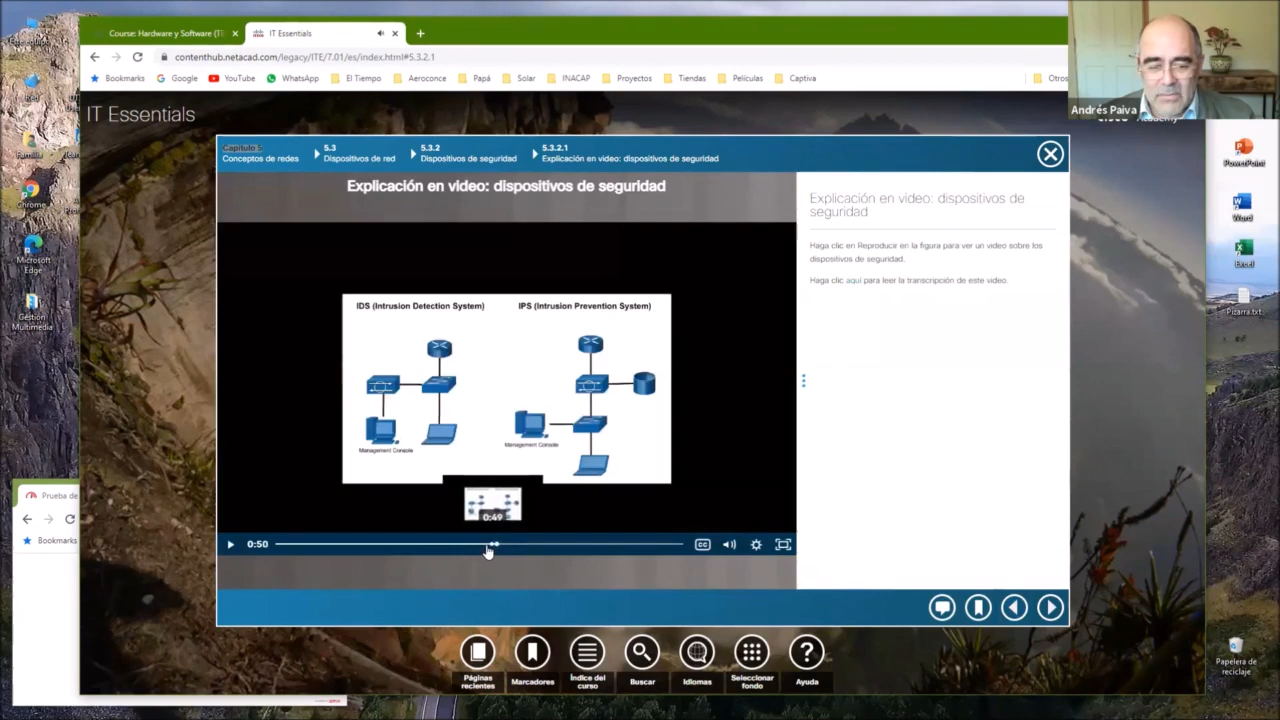 Course: Hardware y Software (TI
IT Essentials
contenthub.netacad.com/legacy/ITE/7.01/es/index.html#5.3.2.1
Bookmarks
Google
YouTube
WhatsApp
El Tiempo
Aeroconce
Papá
Solar
INACAP
Proyectos
Tiendas
Películas
Captiva
Otros
Andrés Paiva
IT Essentials
Capítulo 5
Conceptos de redes
5.3
Dispositivos de red
5.3.2
Dispositivos de seguridad
5.3.2.1
Explicación en video: dispositivos de seguridad
Explicación en video: dispositivos de seguridad
IDS (Intrusion Detection System)
IPS (Intrusion Prevention System)
Management Console
Management Console
0:49
0:50
CC
Explicación en video: dispositivos de
seguridad
Haga clic en Reproducir en la figura para ver un video sobre los
dispositivos de seguridad.
Haga clic aquí para leer la transcripción de este video.
Páginas
recientes
Marcadores
Índice del
curso
Buscar
Idiomas
Seleccionar
fondo
Ayuda
Red
Familia
Chrome
Microsoft
Edge
Gestión
Multimedia
PowerPoint
Word
Excel
Pizarra.txt
Papelera de
reciclaje
Prueba de
Bookmarks